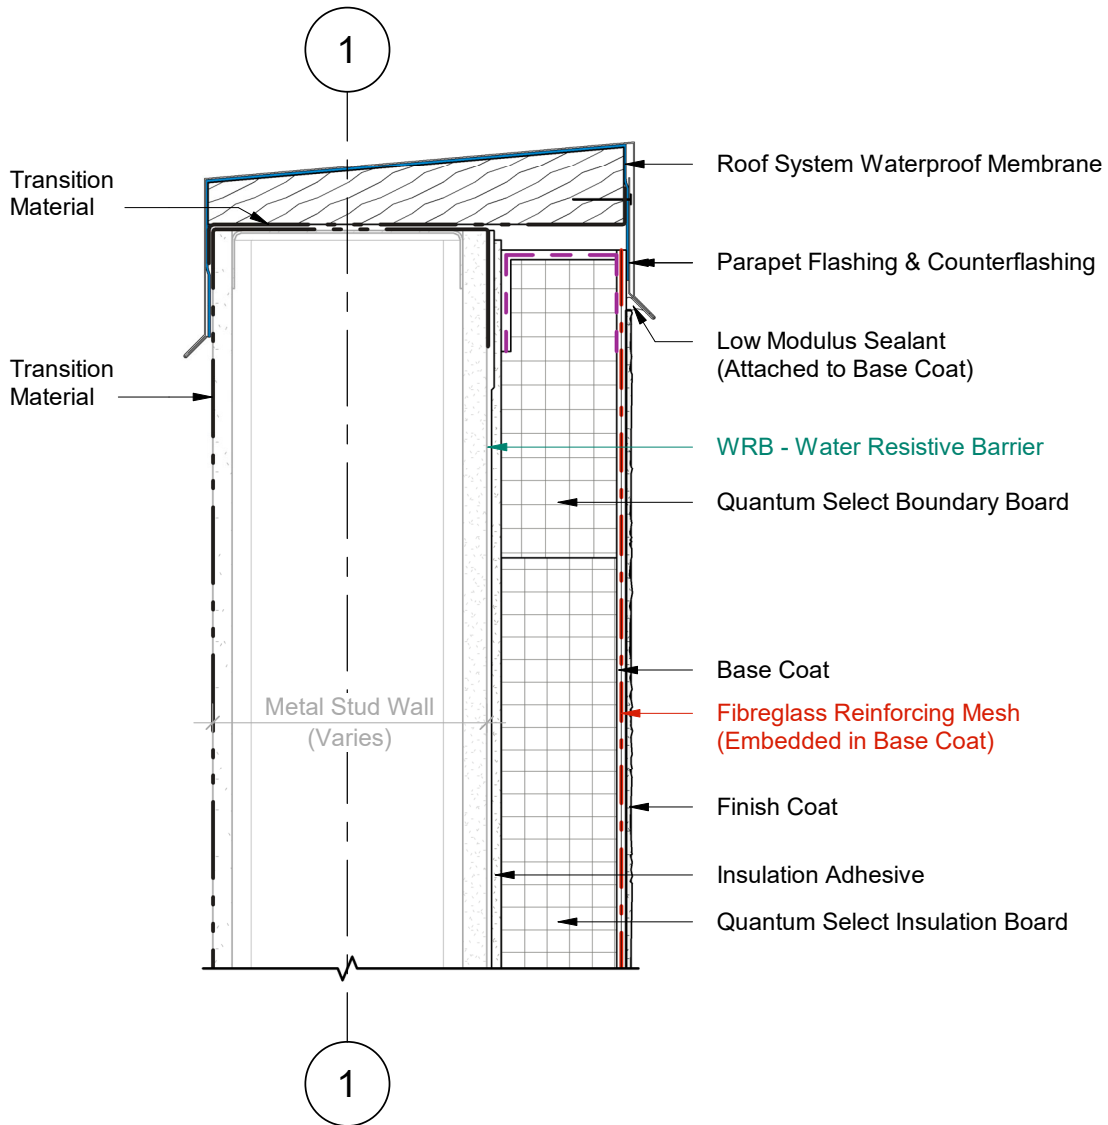 1
Transition
Material
Roof System Waterproof Membrane
Parapet Flashing & Counterflashing
Low Modulus Sealant
(Attached to Base Coat)
Transition
Material
WRB - Water Resistive Barrier
Quantum Select Boundary Board
Base Coat
Metal Stud Wall
(Varies)
Fibreglass Reinforcing Mesh
(Embedded in Base Coat)
Finish Coat
Insulation Adhesive
Quantum Select Insulation Board
1